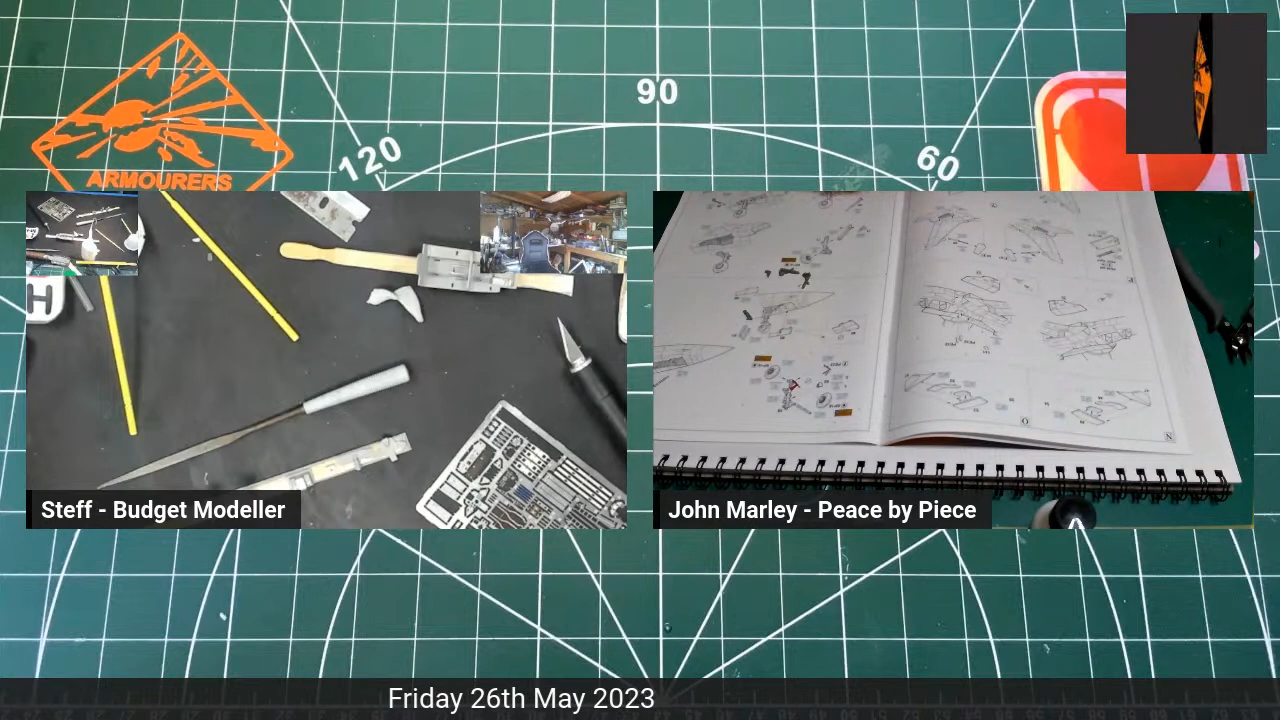 90
120
60
ARMOURERS
H
Steff - Budget Modeller
John Marley - Peace by Piece
Friday 26th May 2023